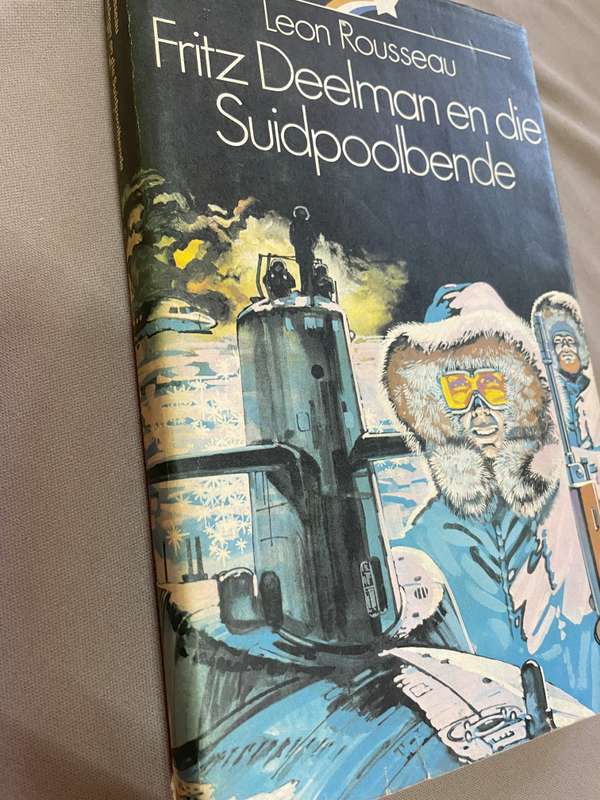 Leon Rousseau
Fritz Deelman en die
Suidpoolbende